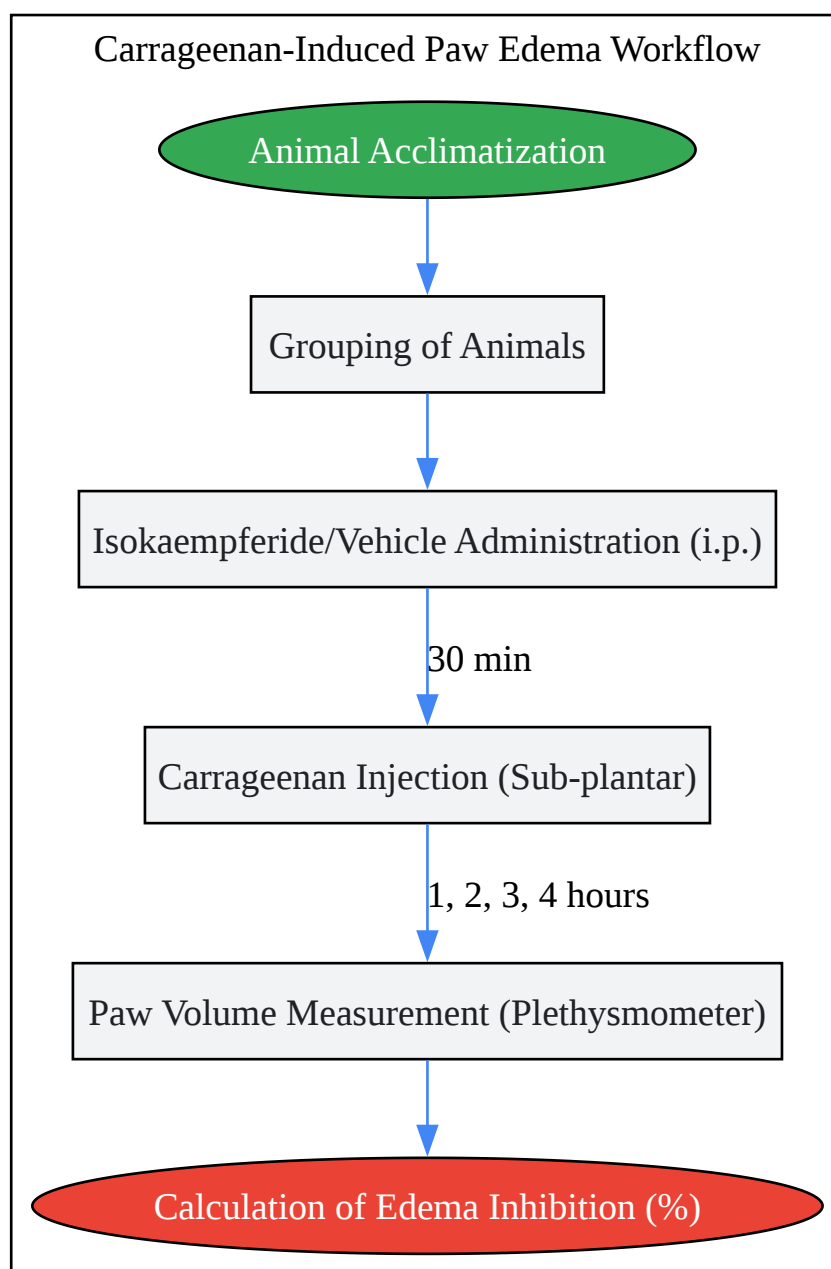 Carrageenan-Induced Paw Edema Workflow
Animal Acclimatization
Grouping of Animals
Isokaempferide/Vehicle Administration (i.p.)
30 min
Carrageenan Injection (Sub-plantar)
1, 2, 3, 4 hours
Paw Volume Measurement (Plethysmometer)
Calculation of Edema Inhibition (%)